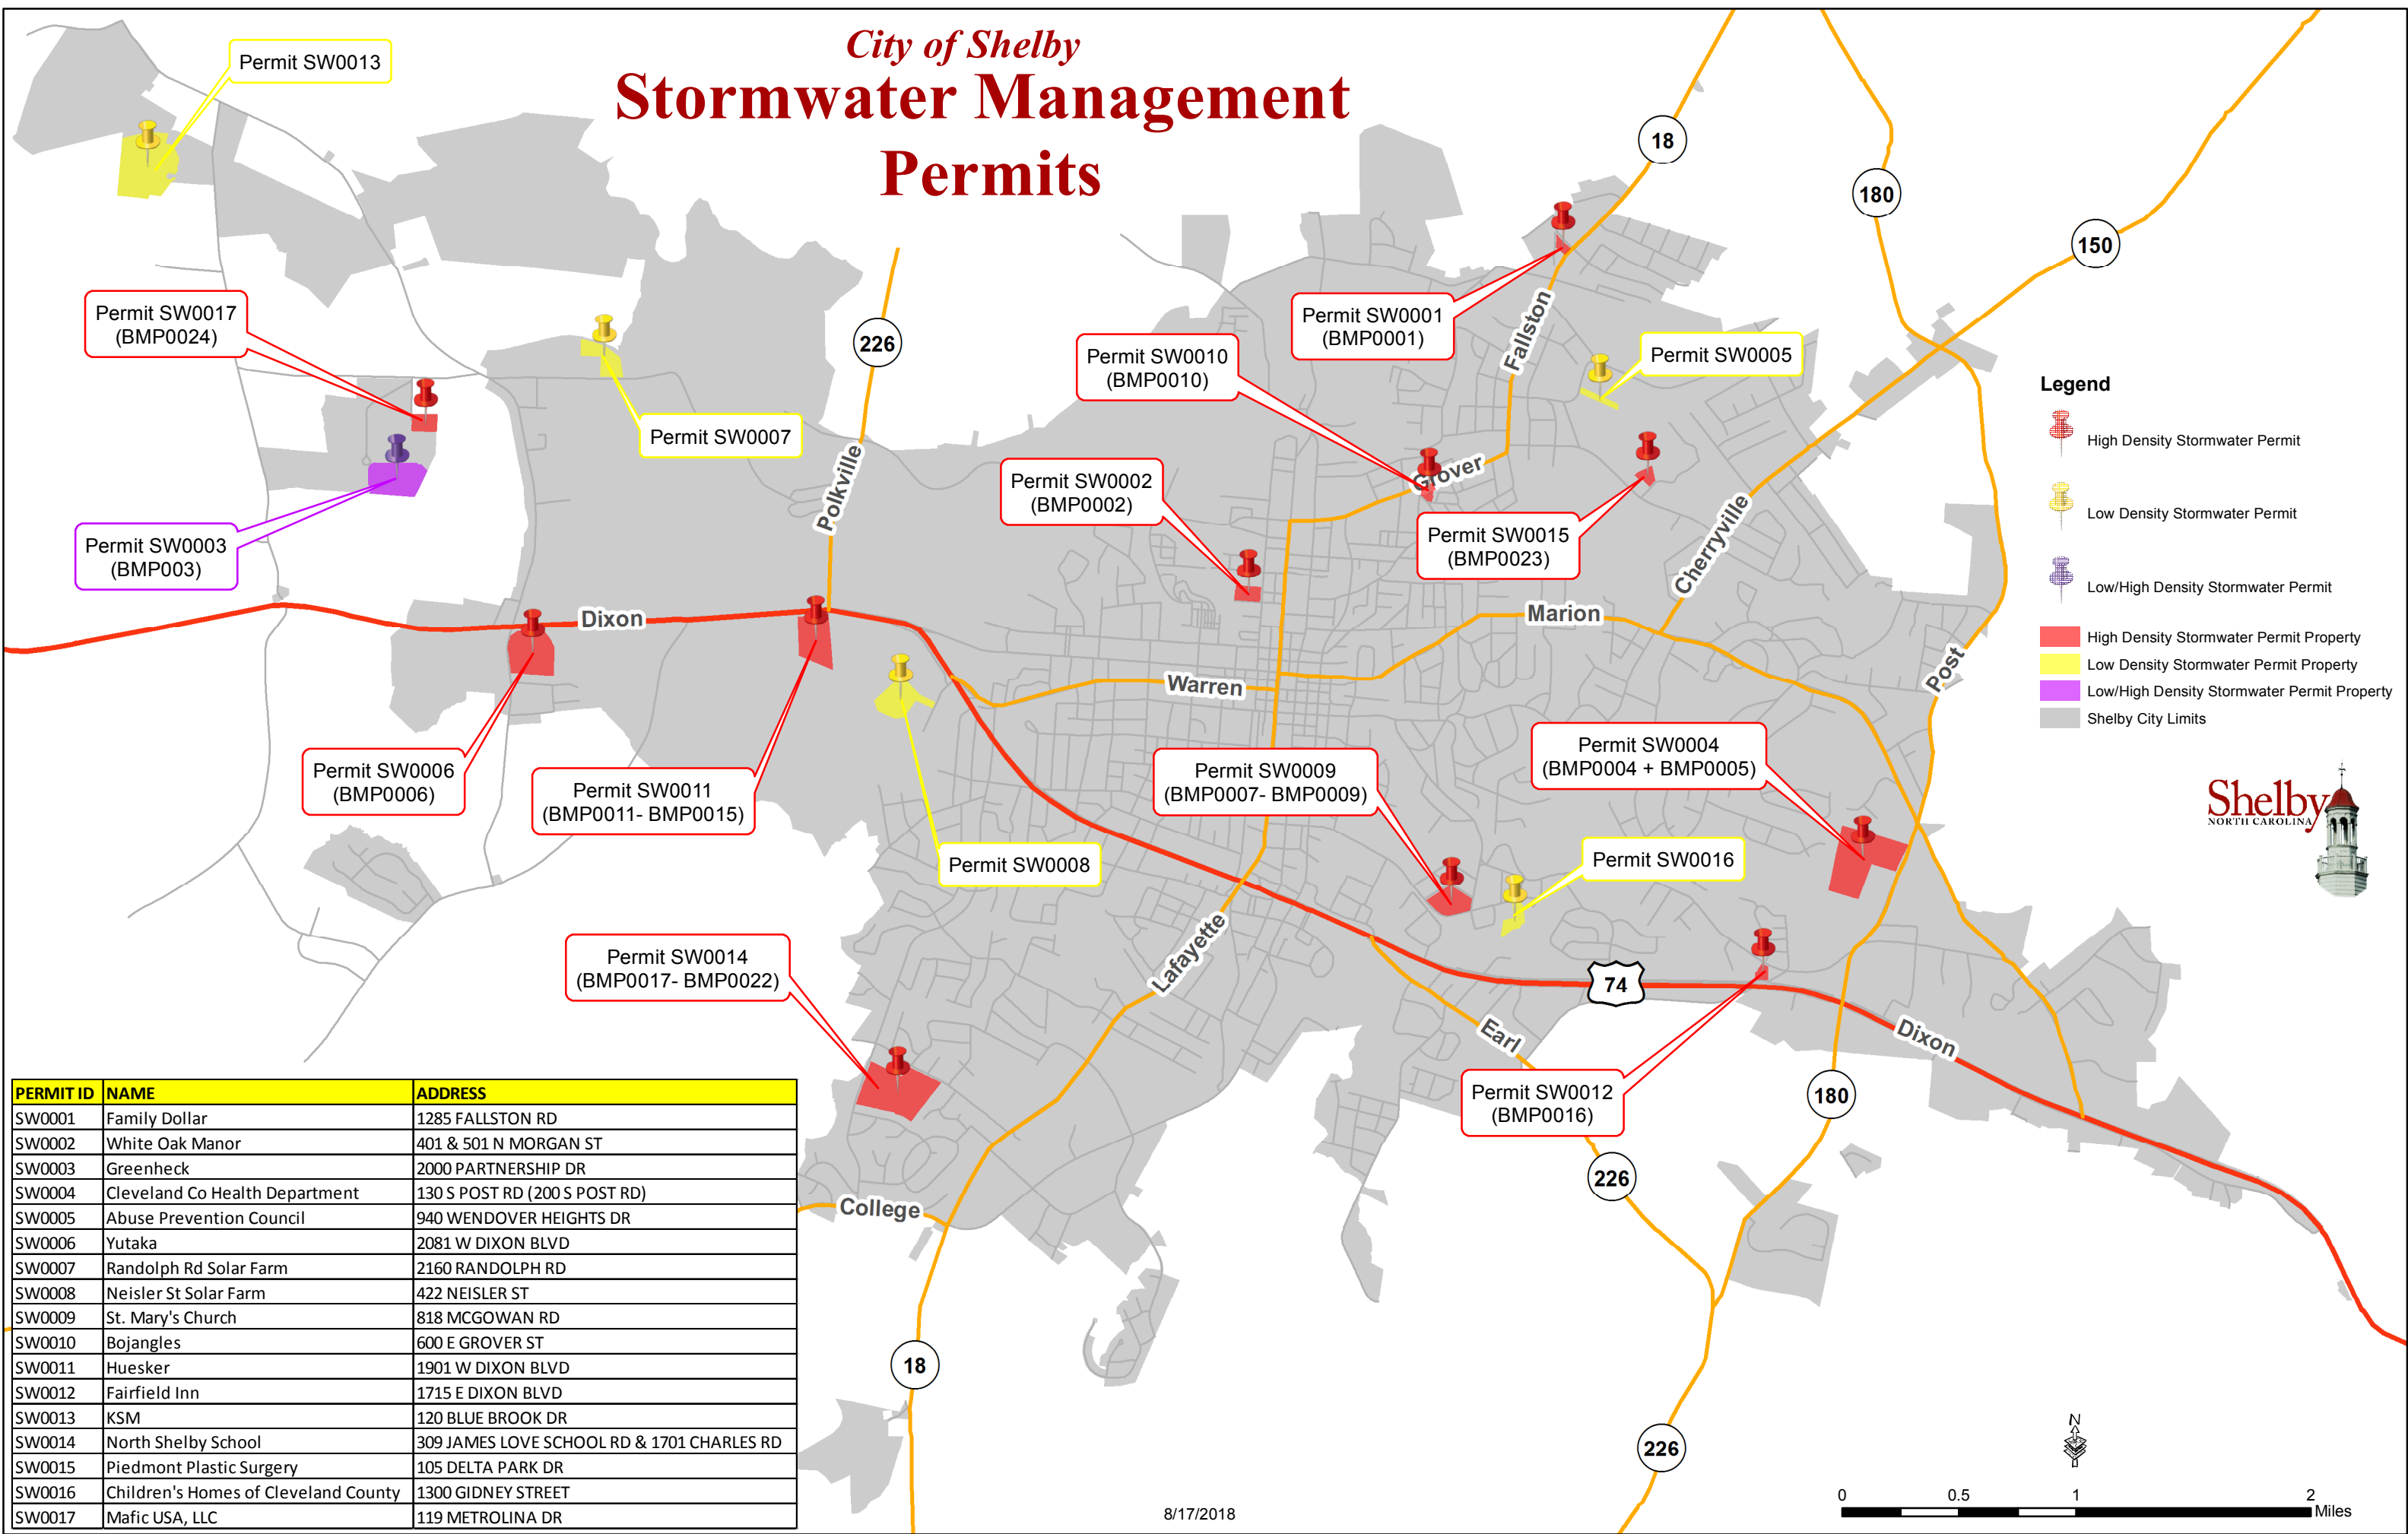 City of Shelby
Stormwater Management
Permits
Permit SW0013
18
180
150
Permit SW0017
(BMP0024)
226
Permit SW0001
(BMP0001)
Fallston
Permit SW0010
(BMP0010)
Permit SW0005
Permit SW0007
Polkville
Grover
Permit SW0002
(BMP0002)
Permit SW0015
(BMP0023)
Cherryville
Permit SW0003
(BMP003)
Dixon
Marion
Warren
Post
Legend
High Density Stormwater Permit
Low Density Stormwater Permit
Low/High Density Stormwater Permit
High Density Stormwater Permit Property
Low Density Stormwater Permit Property
Low/High Density Stormwater Permit Property
Shelby City Limits
Shelby
NORTH CAROLINA
Permit SW0006
(BMP0006)
Permit SW0011
(BMP0011- BMP0015)
Permit SW0009
(BMP0007- BMP0009)
Permit SW0004
(BMP0004 + BMP0005)
Permit SW0008
Permit SW0016
Permit SW0014
(BMP0017- BMP0022)
Lafayette
74
Earl
Dixon
Permit SW0012
(BMP0016)
180
226
College
18
226
PERMIT ID NAME ADDRESS
SW0001 Family Dollar 1285 FALLSTON RD
SW0002 White Oak Manor 401 & 501 N MORGAN ST
SW0003 Greenheck 2000 PARTNERSHIP DR
SW0004 Cleveland Co Health Department 130 S POST RD (200 S POST RD)
SW0005 Abuse Prevention Council 940 WENDOVER HEIGHTS DR
SW0006 Yutaka 2081 W DIXON BLVD
SW0007 Randolph Rd Solar Farm 2160 RANDOLPH RD
SW0008 Neisler St Solar Farm 422 NEISLER ST
SW0009 St. Mary's Church 818 MCGOWAN RD
SW0010 Bojangles 600 E GROVER ST
SW0011 Huesker 1901 W DIXON BLVD
SW0012 Fairfield Inn 1715 E DIXON BLVD
SW0013 KSM 120 BLUE BROOK DR
SW0014 North Shelby School 309 JAMES LOVE SCHOOL RD & 1701 CHARLES RD
SW0015 Piedmont Plastic Surgery 105 DELTA PARK DR
SW0016 Children's Homes of Cleveland County 1300 GIDNEY STREET
SW0017 Mafic USA, LLC 119 METROLINA DR
8/17/2018
N
0 0.5 1 2
Miles